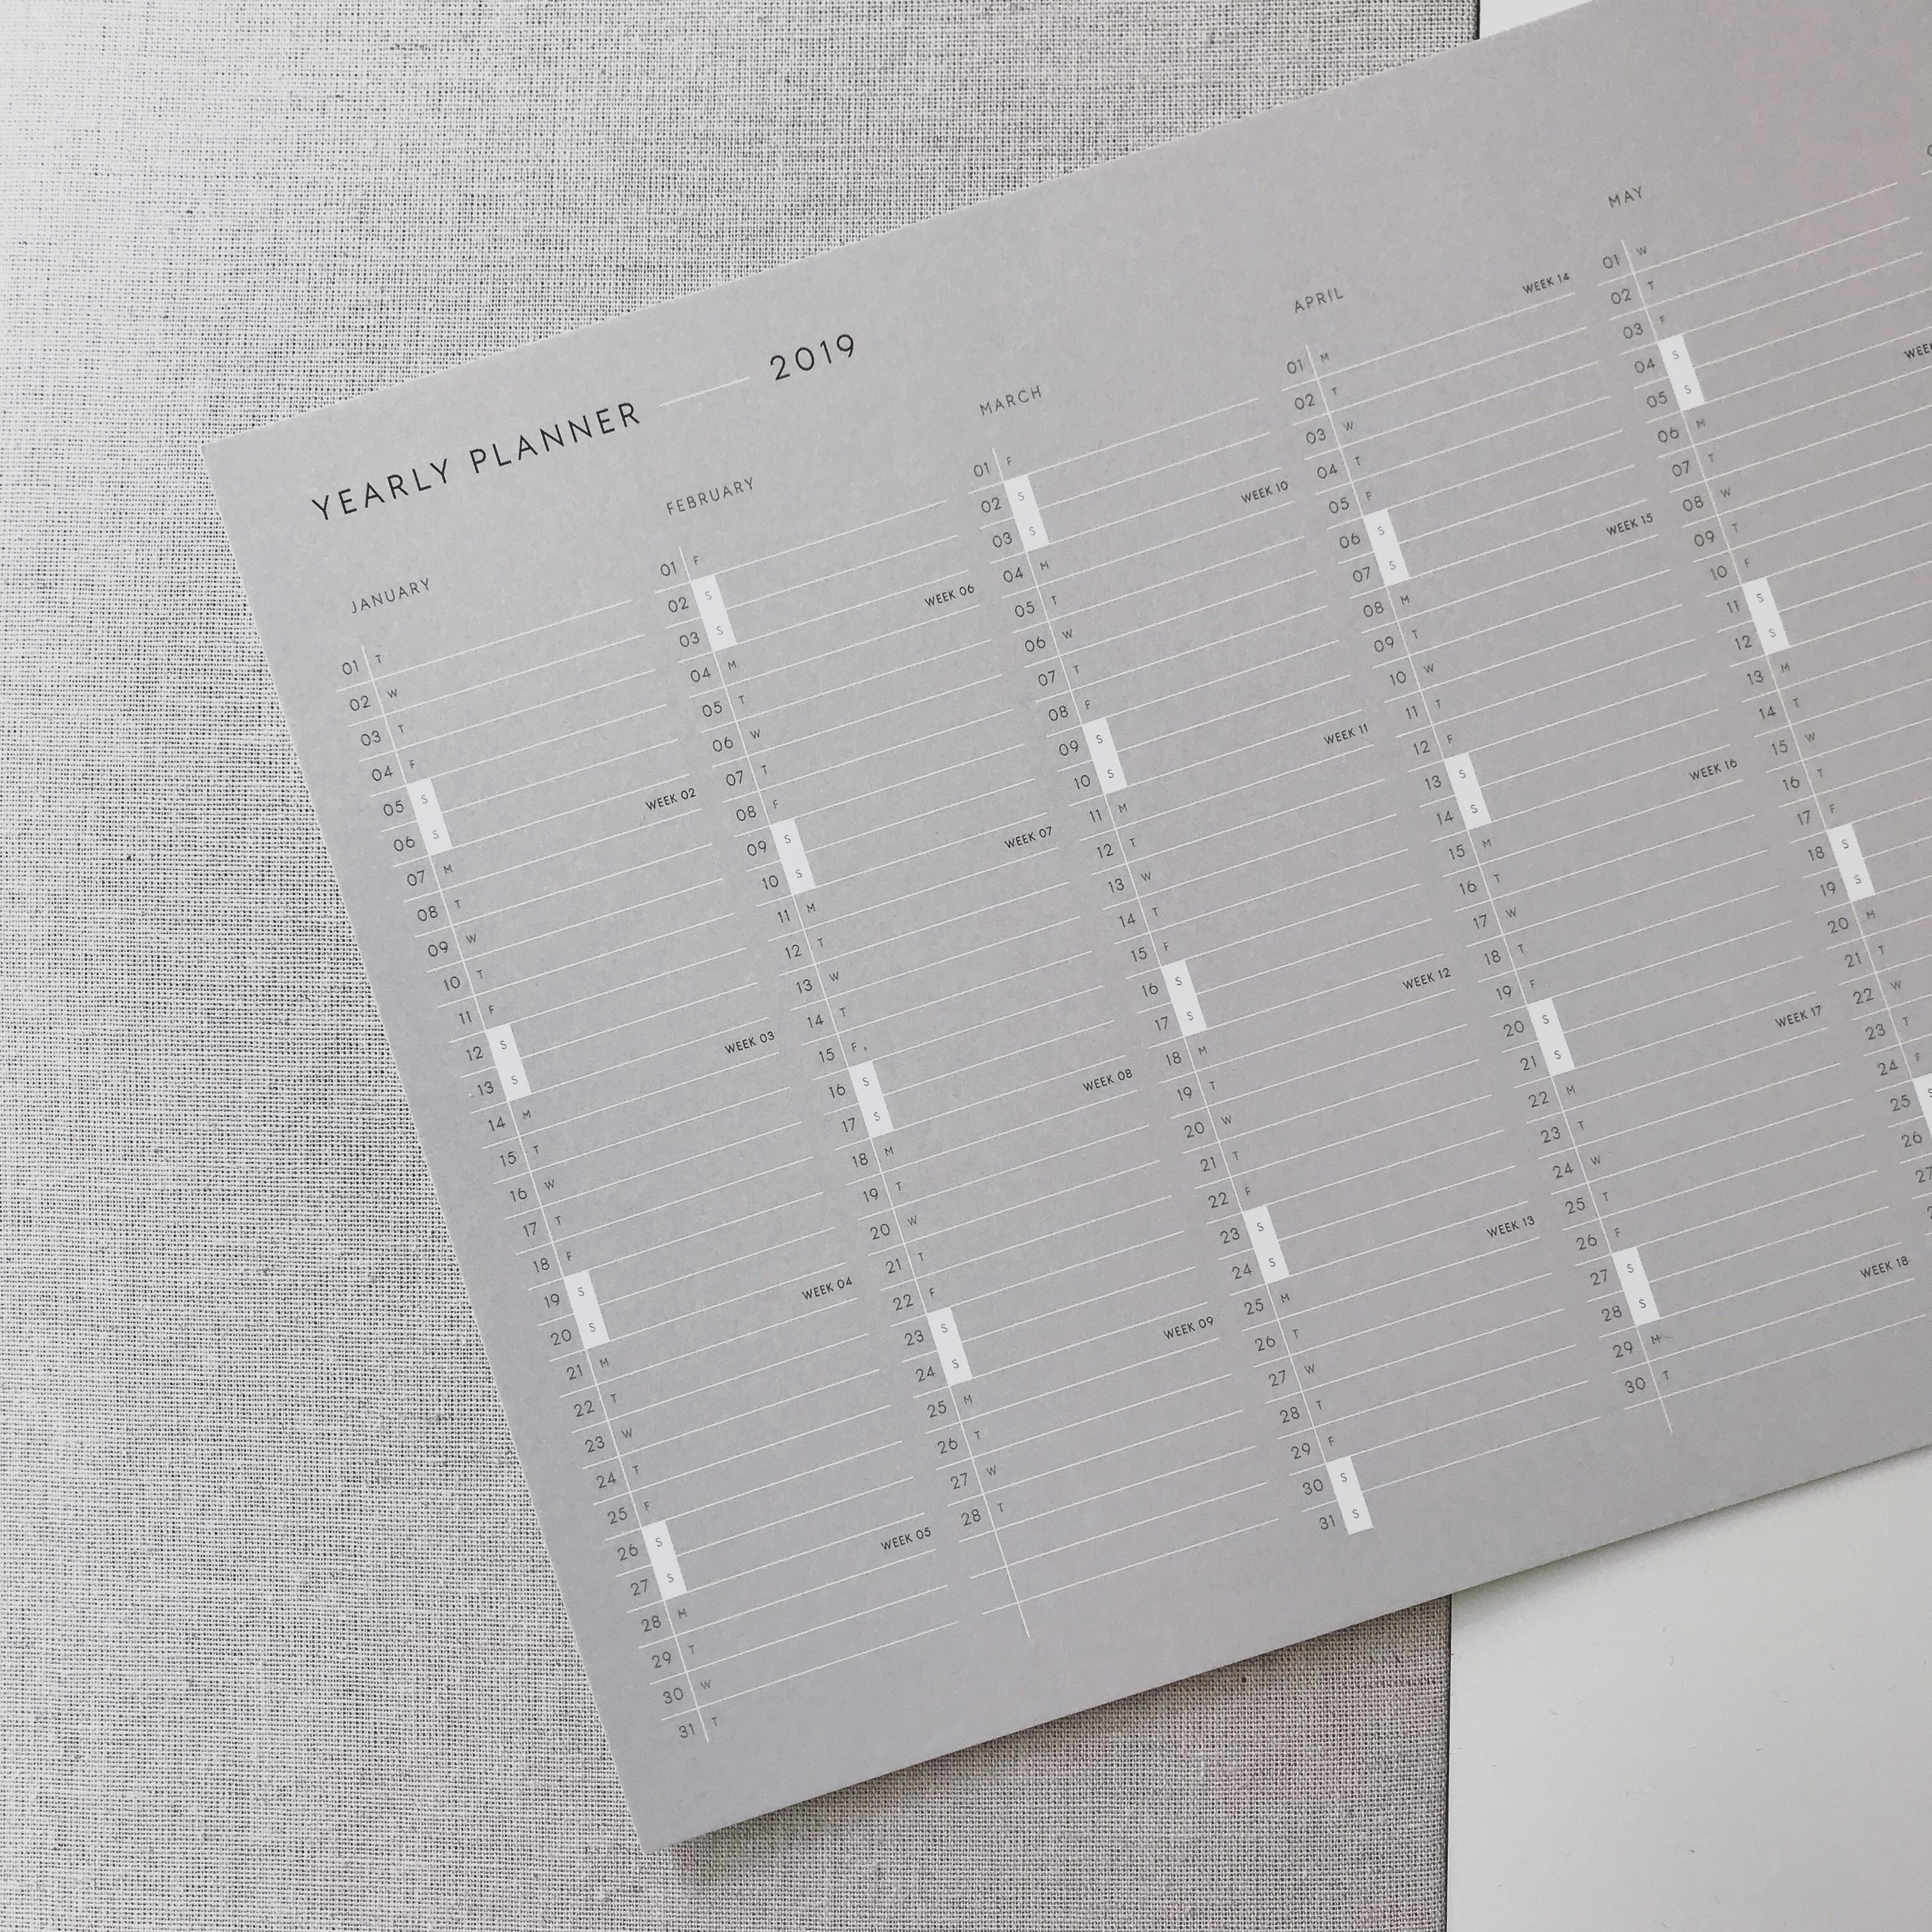 YEARLY PLANNER 2019
JANUARY
01 T
02 W
03 T
04 F
05 S
06 S
07 M WEEK 02
08 T
09 W
10 T
11 F
12 S
13 S
14 M WEEK 03
15 T
16 W
17 T
18 F
19 S
20 S
21 M WEEK 04
22 T
23 W
24 T
25 F
26 S
27 S
28 M WEEK 05
29 T
30 W
31 T
FEBRUARY
01 F
02 S
03 S
04 M WEEK 06
05 T
06 W
07 T
08 F
09 S
10 S
11 M WEEK 07
12 T
13 W
14 T
15 F
16 S
17 S
18 M WEEK 08
19 T
20 W
21 T
22 F
23 S
24 S
25 M WEEK 09
26 T
27 W
28 T
MARCH
01 F
02 S
03 S
04 M WEEK 10
05 T
06 W
07 T
08 F
09 S
10 S
11 M WEEK 11
12 T
13 W
14 T
15 F
16 S
17 S
18 M WEEK 12
19 T
20 W
21 T
22 F
23 S
24 S
25 M WEEK 13
26 T
27 W
28 T
29 F
30 S
31 S
APRIL
01 M WEEK 14
02 T
03 W
04 T
05 F
06 S
07 S
08 M WEEK 15
09 T
10 W
11 T
12 F
13 S
14 S
15 M WEEK 16
16 T
17 W
18 T
19 F
20 S
21 S
22 M WEEK 17
23 T
24 W
25 T
26 F
27 S
28 S
29 M WEEK 18
30 T
MAY
01 W
02 T
03 F
04 S
05 S
06 M
07 T
08 W
09 T
10 F
11 S
12 S
13 M
14 T
15 W
16 T
17 F
18 S
19 S
20 M
21 T
22 W
23 T
24 F
25 S
26
27